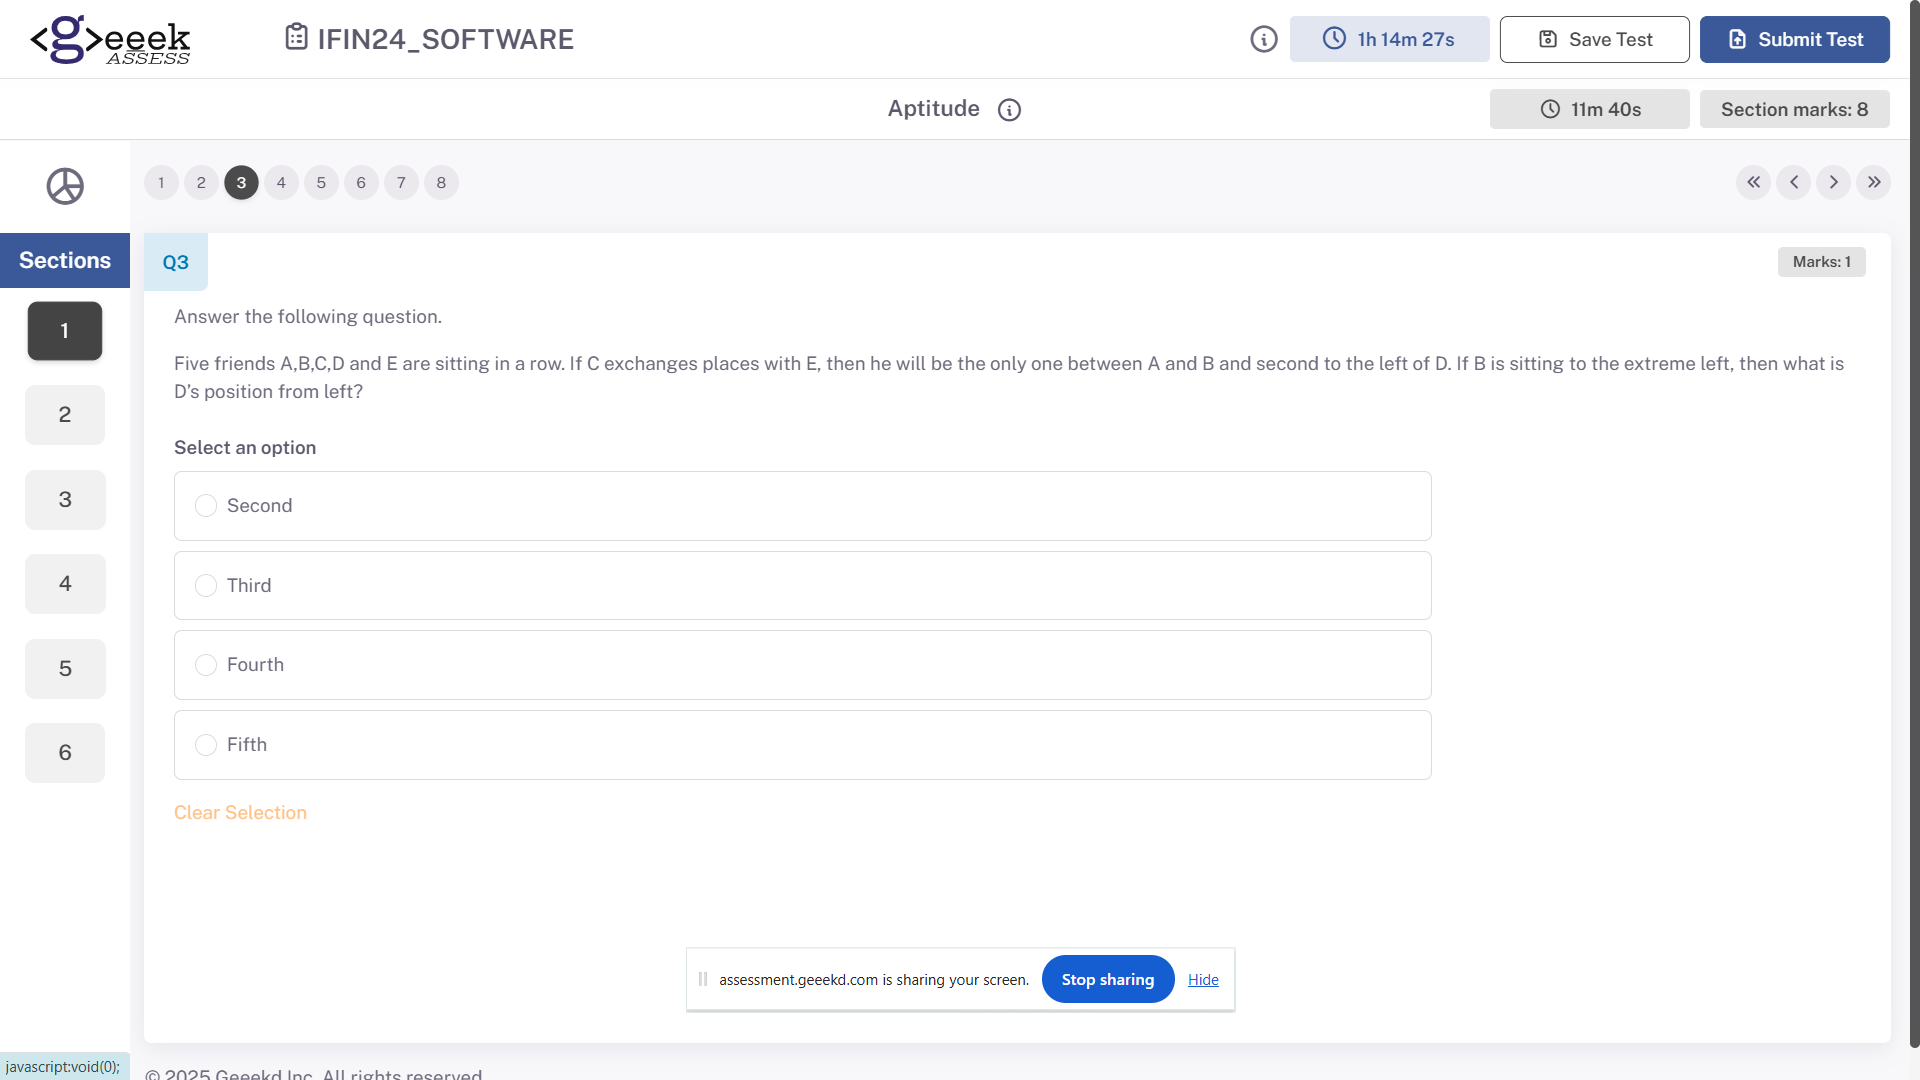 <g>eeek
ASSESS
IFIN24_SOFTWARE
1h 14m 27s
Save Test
Submit Test
Aptitude
11m 40s
Section marks: 8
1 2 3 4 5 6 7 8
Sections
1
2
3
4
5
6
Q3
Marks: 1
Answer the following question.
Five friends A,B,C,D and E are sitting in a row. If C exchanges places with E, then he will be the only one between A and B and second to the left of D. If B is sitting to the extreme left, then what is
D’s position from left?
Select an option
Second
Third
Fourth
Fifth
Clear Selection
assessment.geeekd.com is sharing your screen.
Stop sharing
Hide
javascript:void(0);
© 2025 Geeekd Inc. All rights reserved